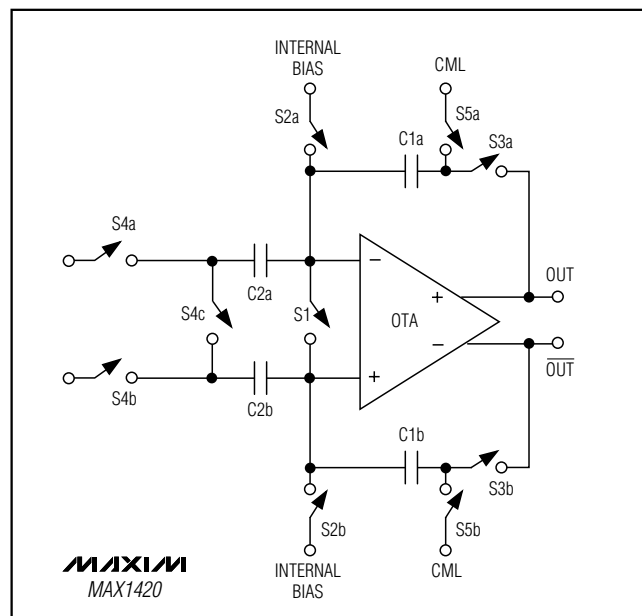 INTERNAL
BIAS
CML
S2a
S5a
C1a
S3a
S4a
C2a
S4c
S1
−
+
OTA
OUT
−
OUT
+
S4b
C2b
C1b
S3b
S2b
S5b
INTERNAL
BIAS
CML
MAXIM
MAX1420